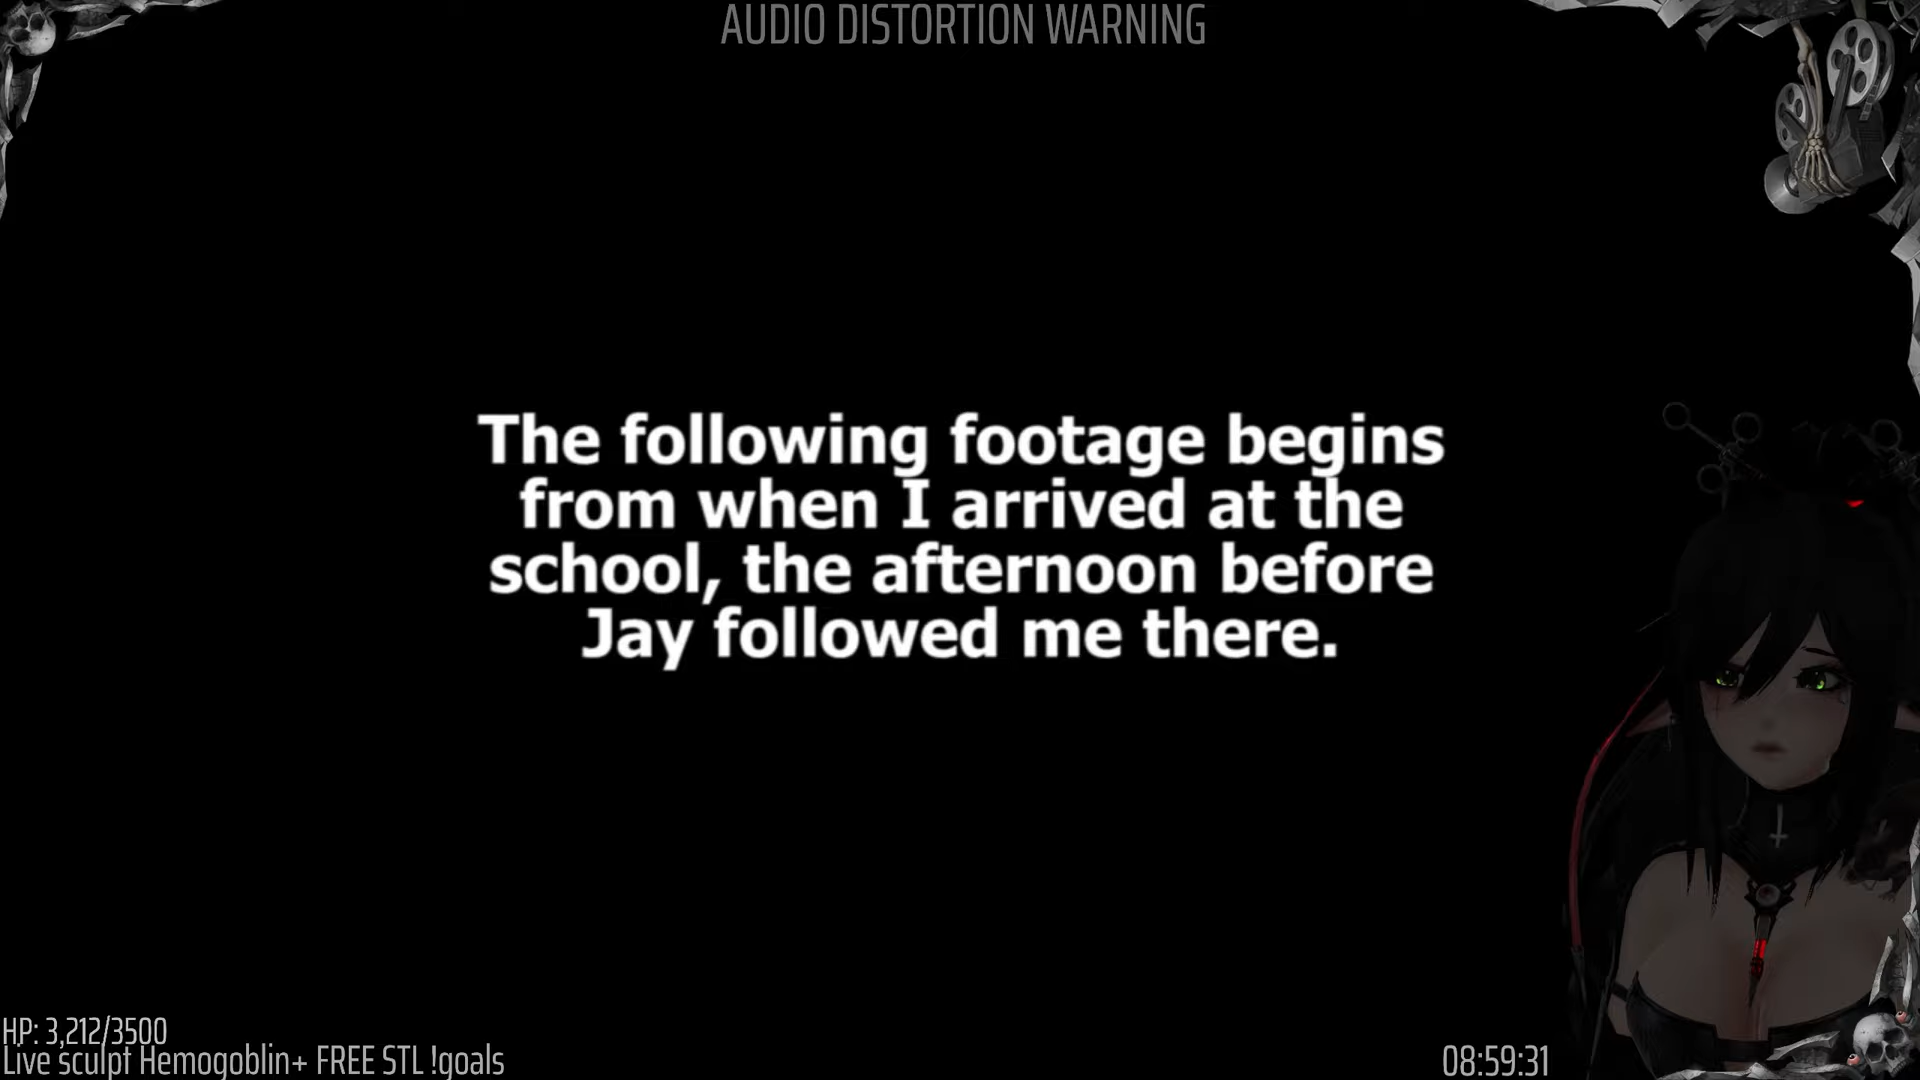 AUDIO DISTORTION WARNING
The following footage begins
from when I arrived at the
school, the afternoon before
Jay followed me there.
HP: 3,212/3500
Live sculpt Hemogoblin+ FREE STL !goals
08:59:31